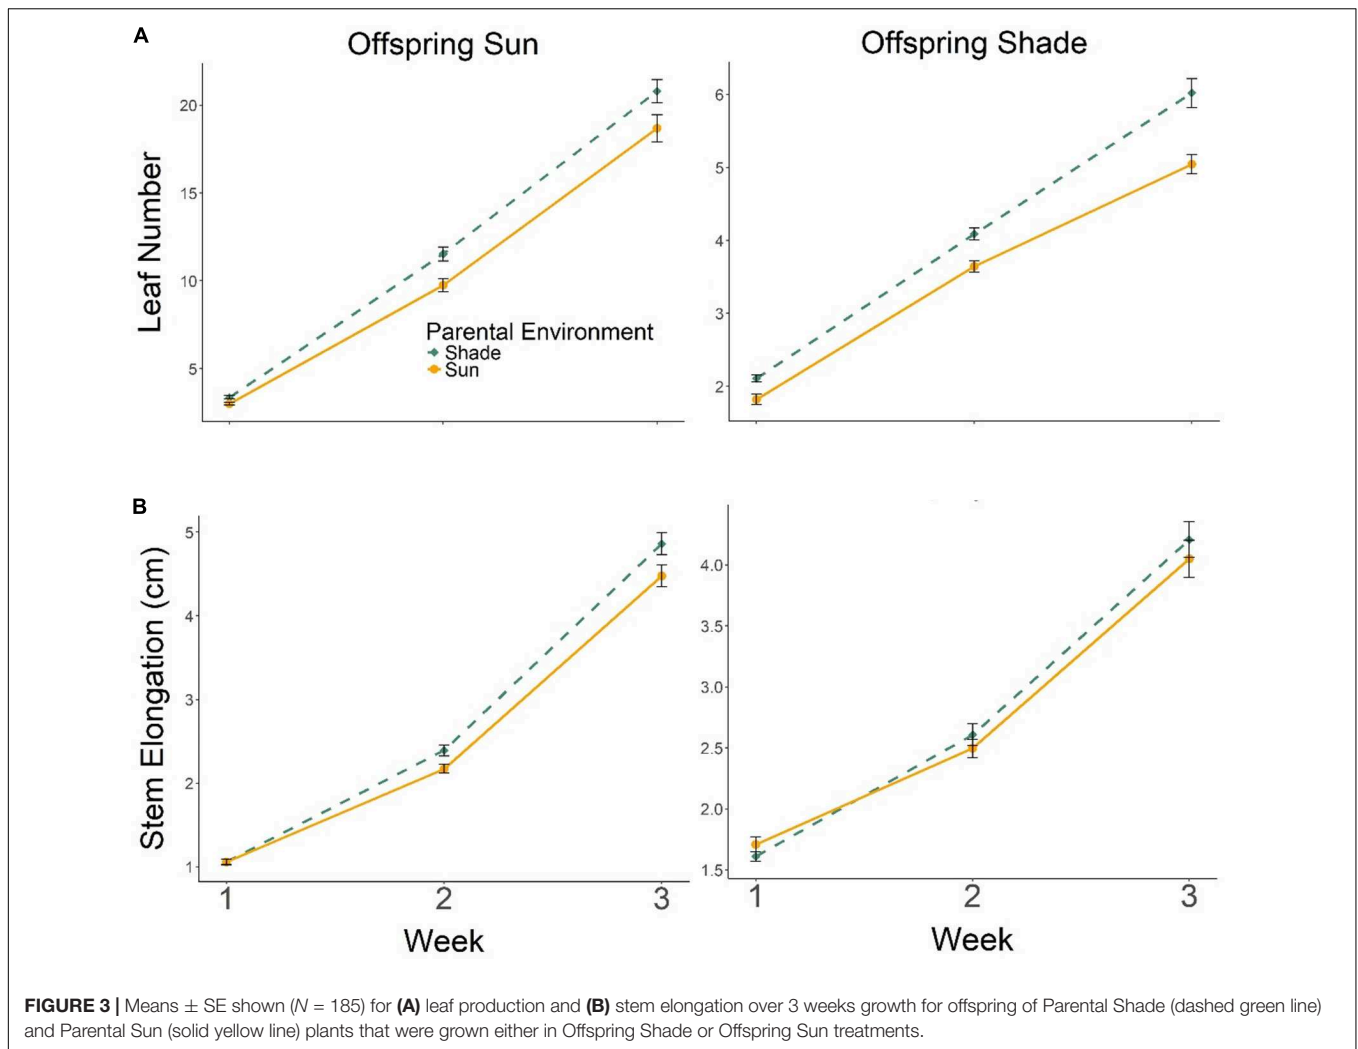 A
Offspring Sun
Offspring Shade
Leaf Number
20
15
10
5
6
5
4
3
2
Parental Environment
Shade
Sun
B
Stem Elongation (cm)
5
4
3
2
1
4.0
3.5
3.0
2.5
2.0
1.5
1 2 3
1 2 3
Week
Week
FIGURE 3 | Means ± SE shown (N = 185) for (A) leaf production and (B) stem elongation over 3 weeks growth for offspring of Parental Shade (dashed green line)
and Parental Sun (solid yellow line) plants that were grown either in Offspring Shade or Offspring Sun treatments.